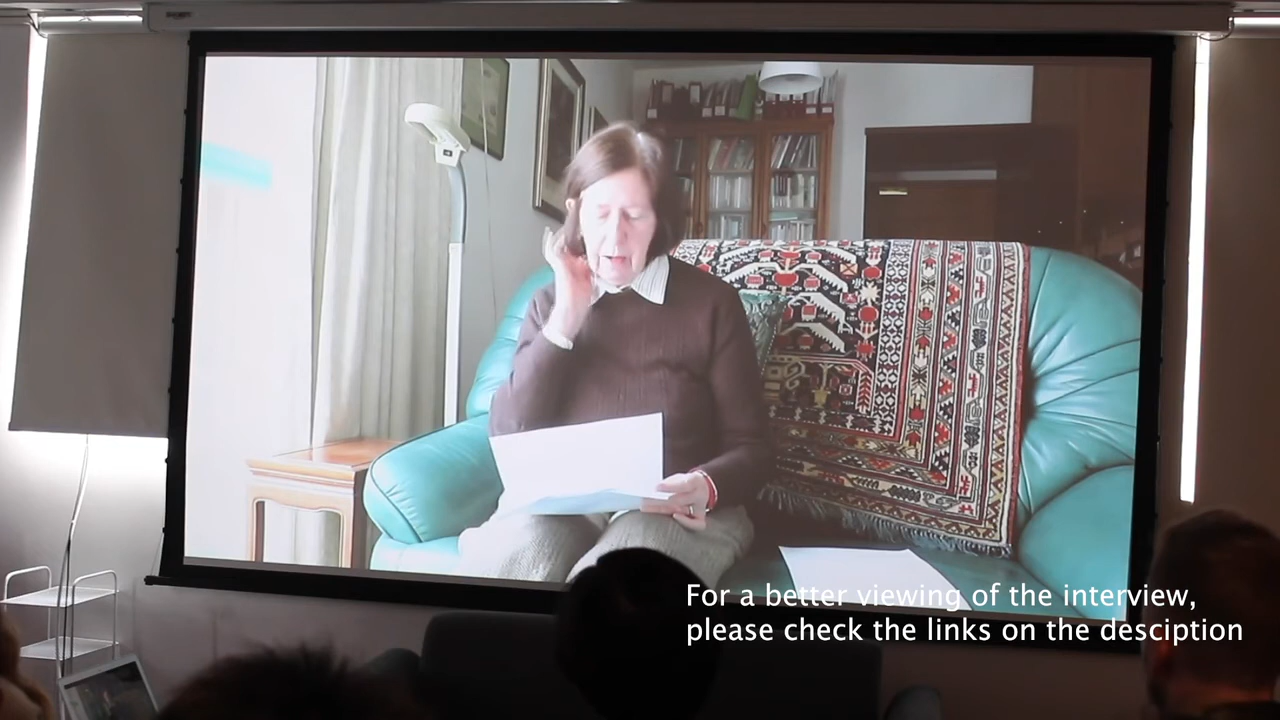 For a better viewing of the interview,
please check the links on the desciption